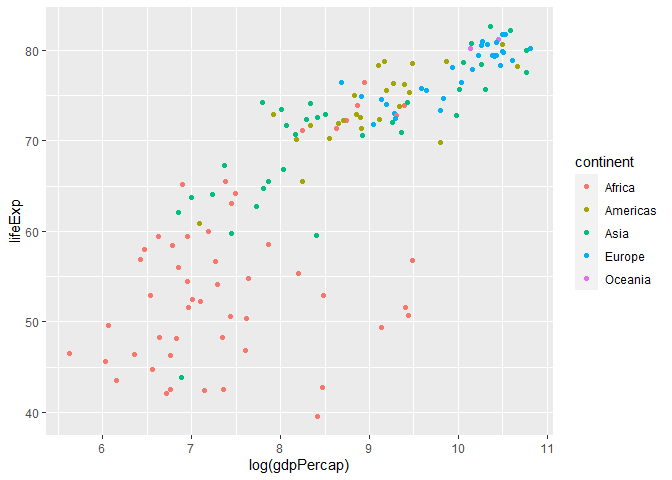 80
70
60
50
40
lifeExp
6 7 8 9 10 11
log(gdpPercap)
continent
Africa
Americas
Asia
Europe
Oceania